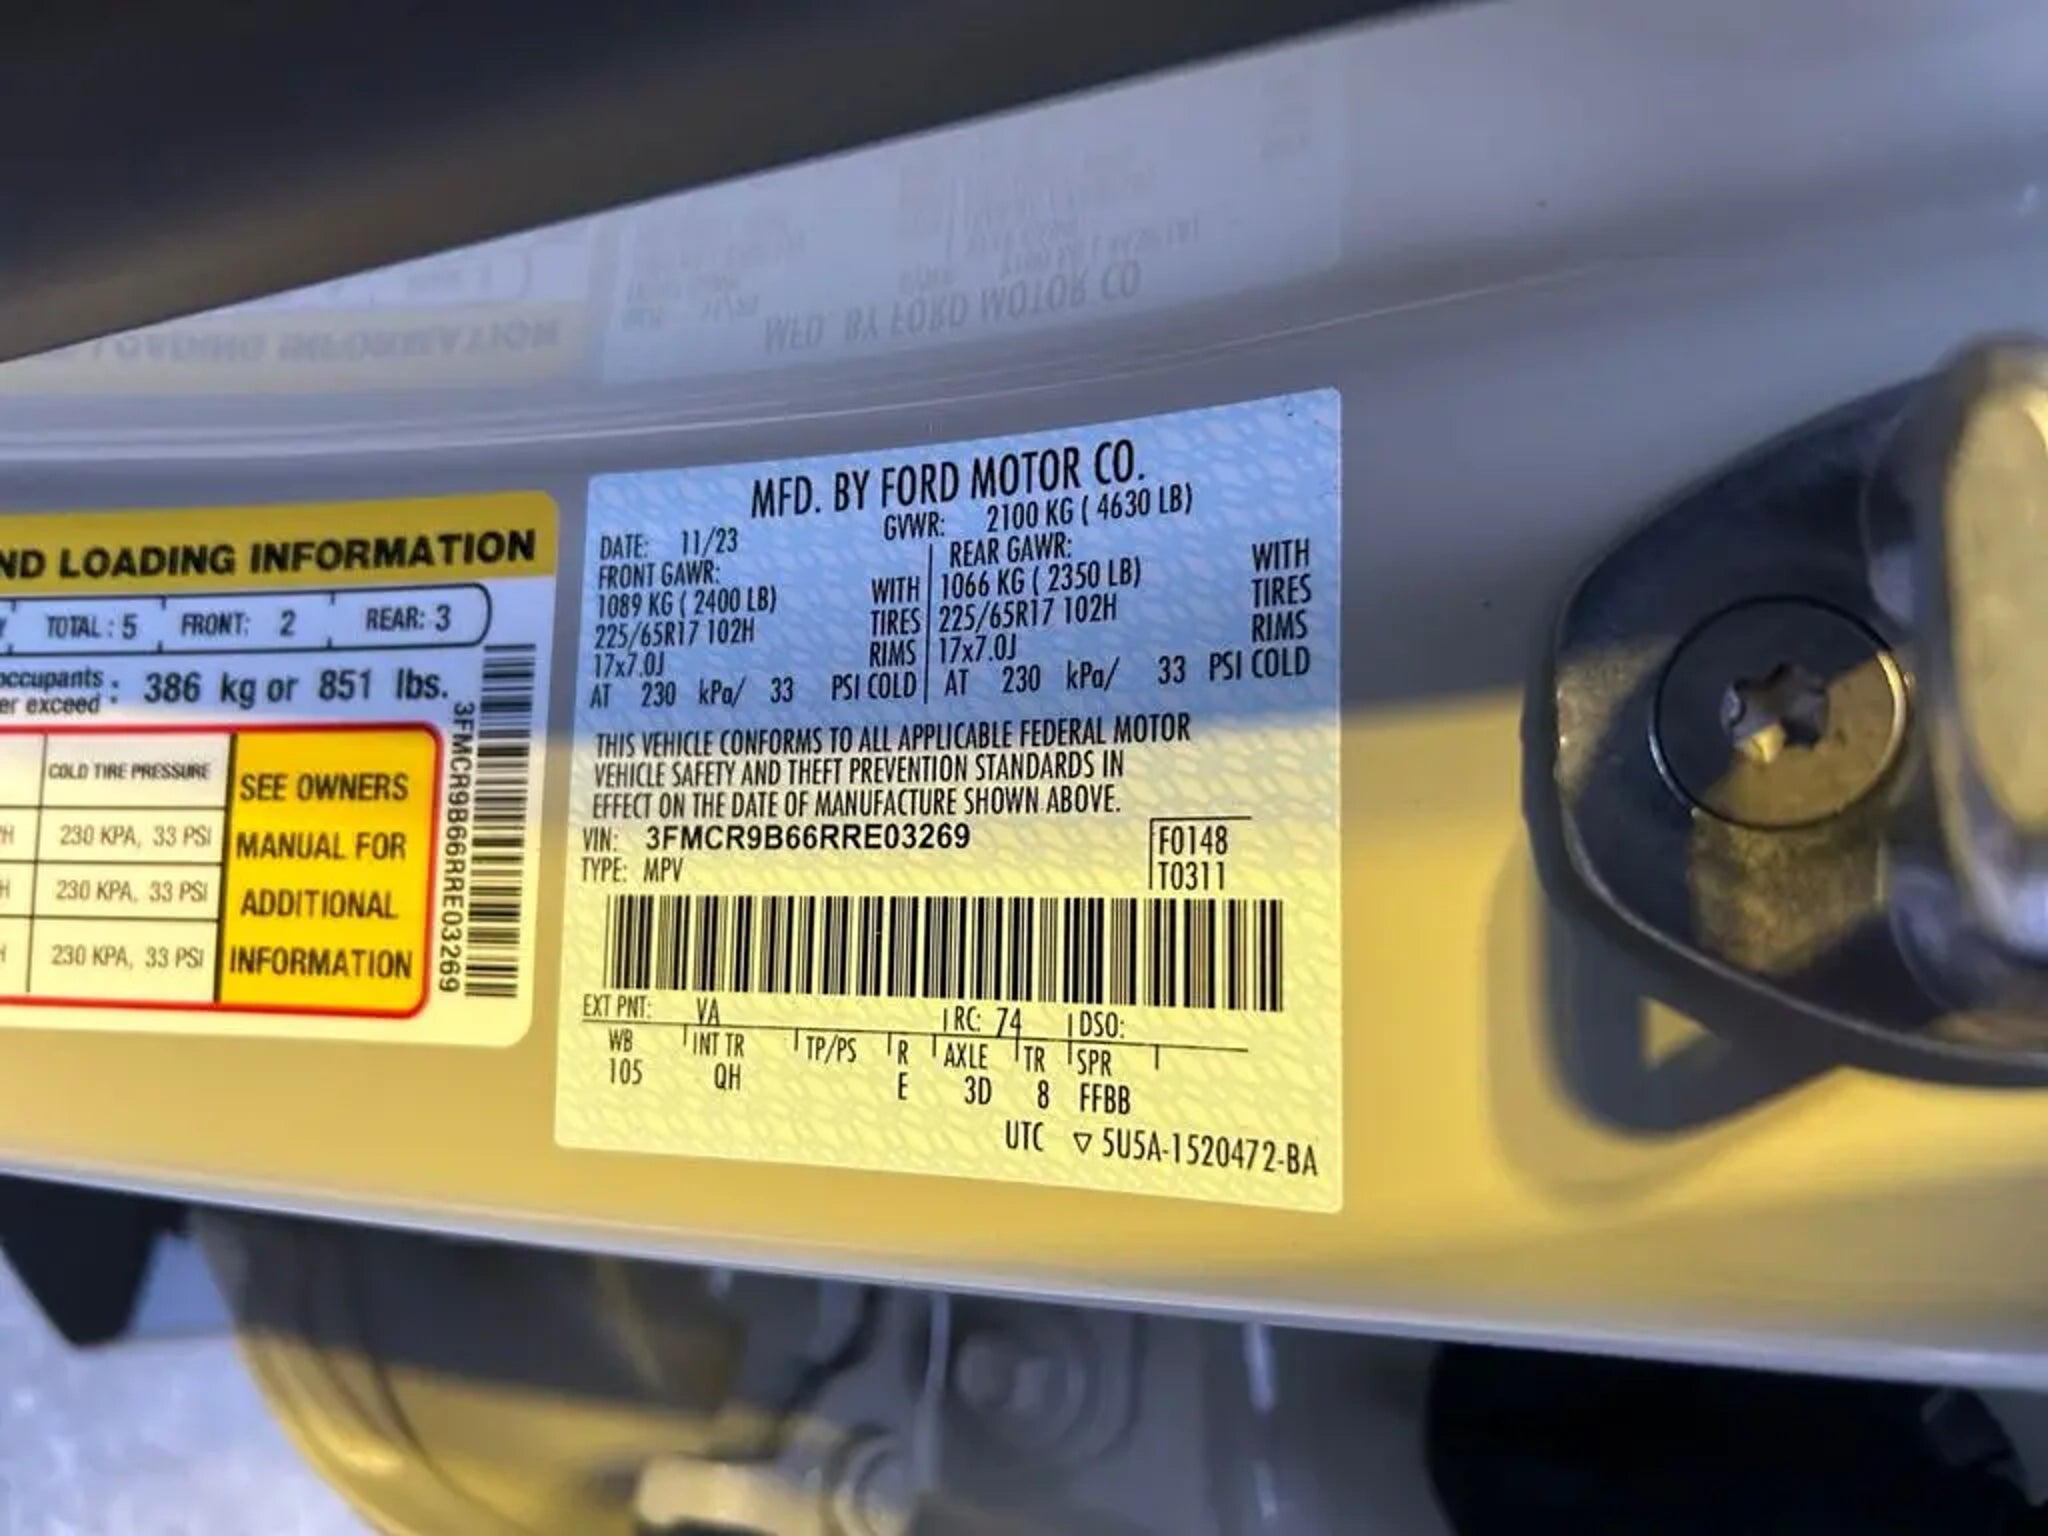 ND LOADING INFORMATION
TOTAL : 5 FRONT: 2 REAR: 3
occupants : 386 kg or 851 lbs.
er exceed
COLD TIRE PRESSURE
230 KPA, 33 PSI
230 KPA, 33 PSI
230 KPA, 33 PSI
SEE OWNERS
MANUAL FOR
ADDITIONAL
INFORMATION
3FMCR9B66RRE03269
MFD. BY FORD MOTOR CO.
DATE: 11/23 GVWR: 2100 KG ( 4630 LB)
FRONT GAWR: REAR GAWR: WITH
1089 KG ( 2400 LB) WITH 1066 KG ( 2350 LB) TIRES
225/65R17 102H TIRES 225/65R17 102H RIMS
17x7.0J RIMS 17x7.0J
AT 230 kPa/ 33 PSI COLD AT 230 kPa/ 33 PSI COLD
THIS VEHICLE CONFORMS TO ALL APPLICABLE FEDERAL MOTOR
VEHICLE SAFETY AND THEFT PREVENTION STANDARDS IN
EFFECT ON THE DATE OF MANUFACTURE SHOWN ABOVE.
VIN: 3FMCR9B66RRE03269 F0148
TYPE: MPV T0311
EXT PNT: VA RC: 74 DSO:
WB INT TR TP/PS R AXLE TR SPR
105 QH E 3D 8 FFBB
UTC ▽ 5U5A-1520472-BA